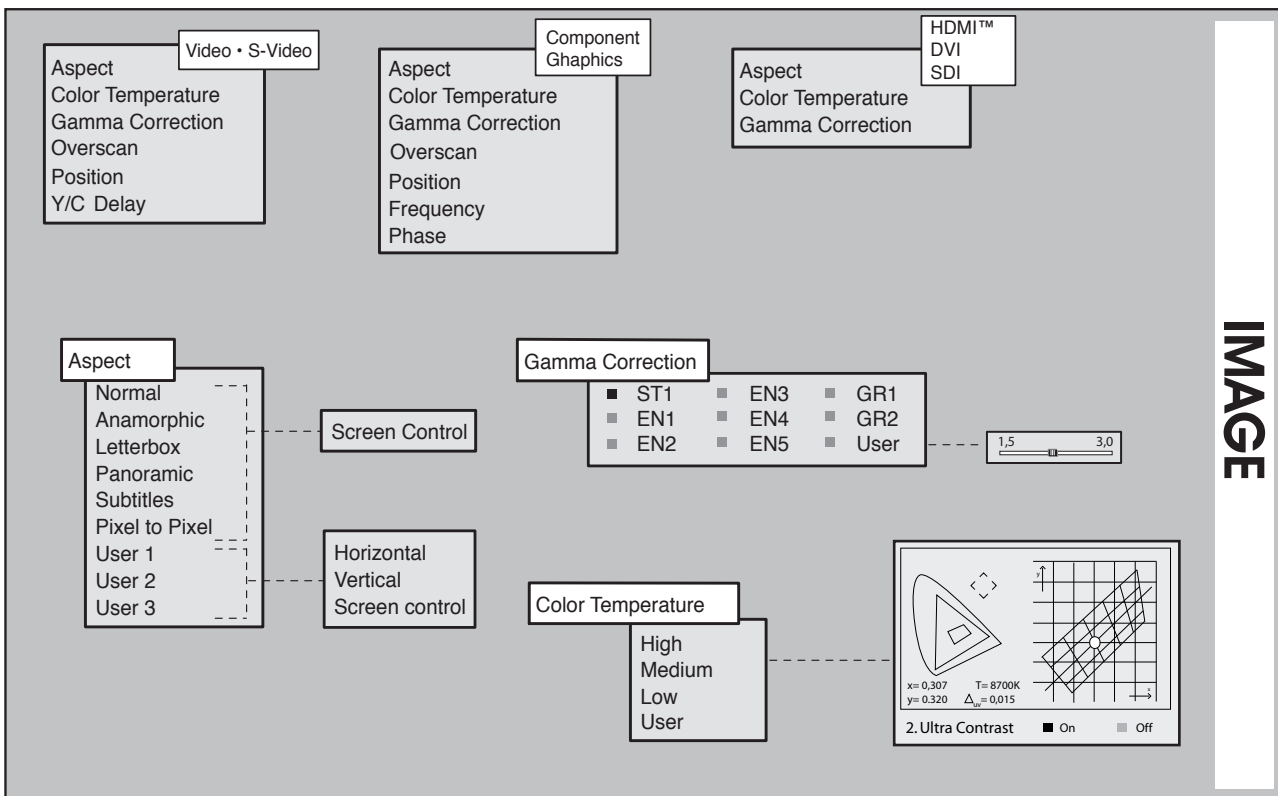 Video • S-Video
Aspect
Color Temperature
Gamma Correction
Overscan
Position
Y/C Delay
Component
Ghaphics
Aspect
Color Temperature
Gamma Correction
Overscan
Position
Frequency
Phase
HDMI™
DVI
SDI
Aspect
Color Temperature
Gamma Correction
IMAGE
Aspect
Normal
Anamorphic
Letterbox
Panoramic
Subtitles
Pixel to Pixel
User 1
User 2
User 3
Screen Control
Horizontal
Vertical
Screen control
Gamma Correction
ST1 EN3 GR1
EN1 EN4 GR2
EN2 EN5 User
1,5 3,0
Color Temperature
High
Medium
Low
User
y
x
x= 0,307 T= 8700K
y= 0.320 Δuv= 0,015
2. Ultra Contrast On Off